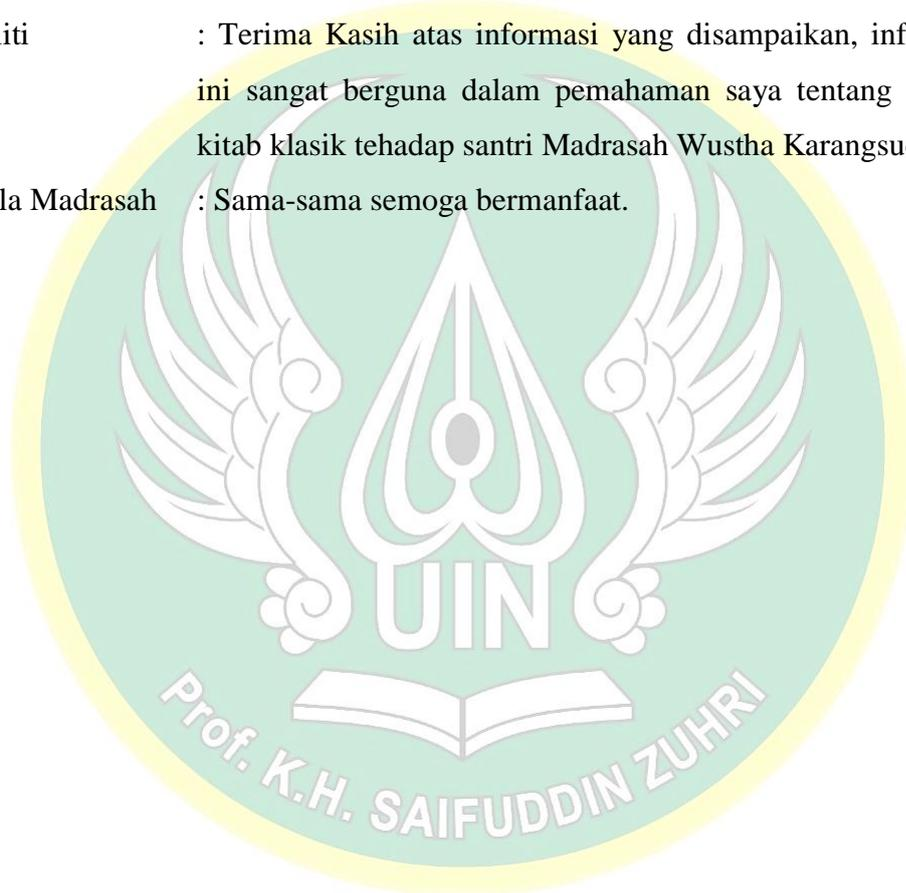 iti : Terima Kasih atas informasi yang disampaikan, inf
ini sangat berguna dalam pemahaman saya tentang
kitab klasik tehadap santri Madrasah Wustha Karangsu
la Madrasah : Sama-sama semoga bermanfaat.
UIN
Prof. K.H. SAIFUDDIN ZUHRI